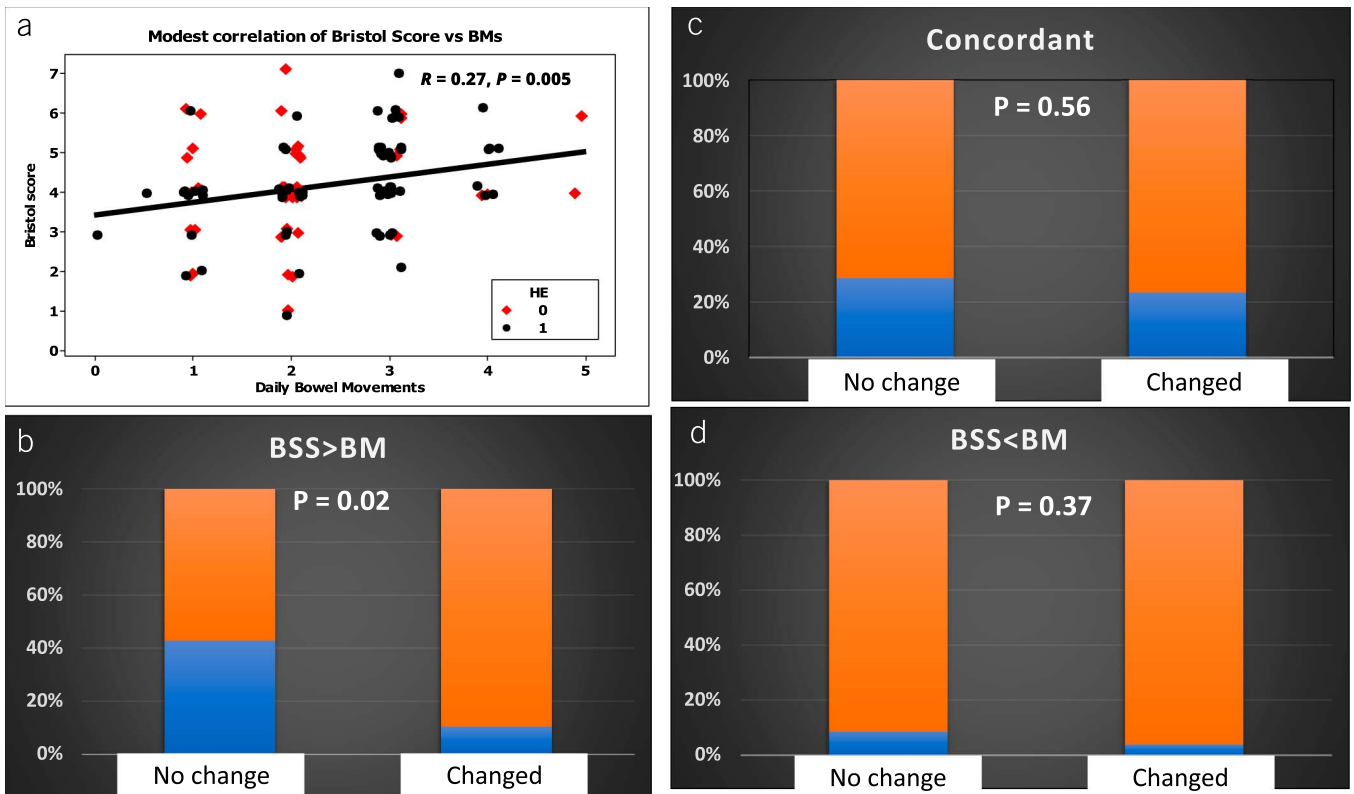 a
Modest correlation of Bristol Score vs BMs
R = 0.27, P = 0.005
7
6
5
4
3
2
1
0
Bristol score
HE
0
1
0 1 2 3 4 5
Daily Bowel Movements
b
BSS>BM
P = 0.02
100%
80%
60%
40%
20%
0%
No change Changed
c
Concordant
P = 0.56
100%
80%
60%
40%
20%
0%
No change Changed
d
BSS<BM
P = 0.37
100%
80%
60%
40%
20%
0%
No change Changed